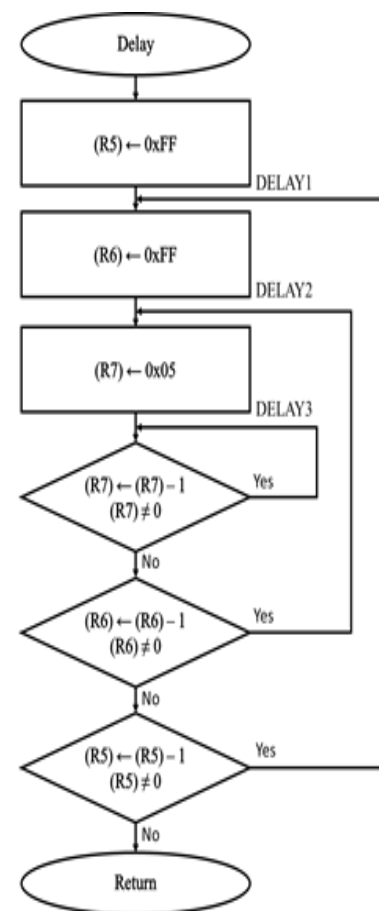 Delay
(R5) ← 0xFF
DELAY1
(R6) ← 0xFF
DELAY2
(R7) ← 0x05
DELAY3
(R7) ← (R7) – 1
(R7) ≠ 0
Yes
No
(R6) ← (R6) – 1
(R6) ≠ 0
Yes
No
(R5) ← (R5) – 1
(R5) ≠ 0
Yes
No
Return